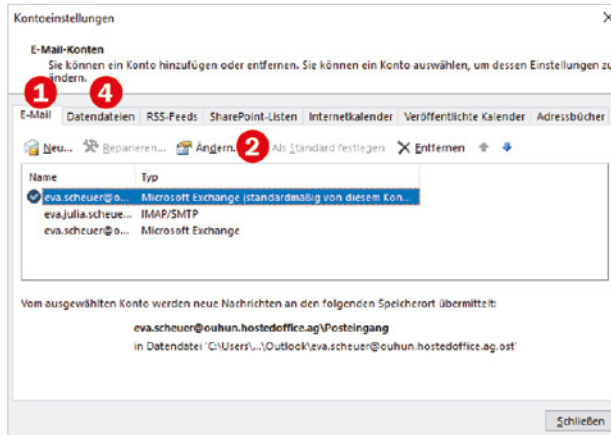 Kontoeinstellungen
E-Mail-Konten
Sie können ein Konto hinzufügen oder entfernen. Sie können ein Konto auswählen, um dessen Einstellungen zu
ändern.
1 4
E-Mail Datendateien RSS-Feeds SharePoint-Listen Internetkalender Veröffentlichte Kalender Adressbücher
Neu... Reparieren... Ändern... 2 Als Standard festlegen Entfernen
Name Typ
eva.scheuer@o... Microsoft Exchange (standardmäßig von diesem Kon...
eva.julia.scheue... IMAP/SMTP
eva.scheuer@o... Microsoft Exchange
Vom ausgewählten Konto werden neue Nachrichten an den folgenden Speicherort übermittelt:
eva.scheuer@ouhun.hostedoffice.ag\Posteingang
in Datendatei 'C:\Users\...\Outlook\eva.scheuer@ouhun.hostedoffice.ag.ost'
Schließen